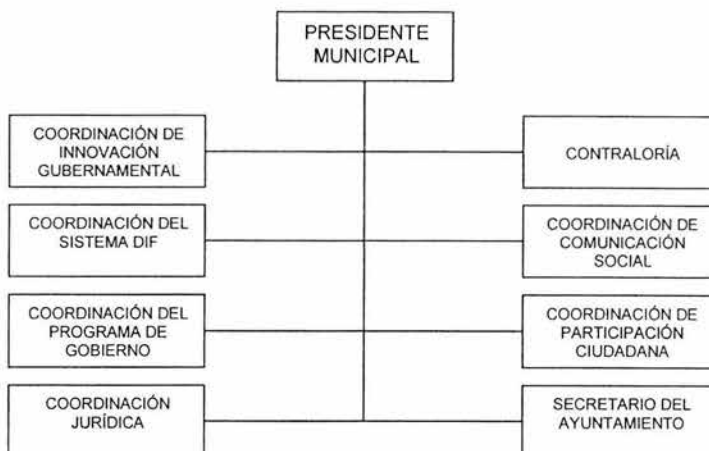 PRESIDENTE
MUNICIPAL
COORDINACIÓN DE
INNOVACIÓN
GUBERNAMENTAL
CONTRALORÍA
COORDINACIÓN DEL
SISTEMA DIF
COORDINACIÓN DE
COMUNICACIÓN
SOCIAL
COORDINACIÓN DEL
PROGRAMA DE
GOBIERNO
COORDINACIÓN DE
PARTICIPACIÓN
CIUDADANA
COORDINACIÓN
JURÍDICA
SECRETARIO DEL
AYUNTAMIENTO